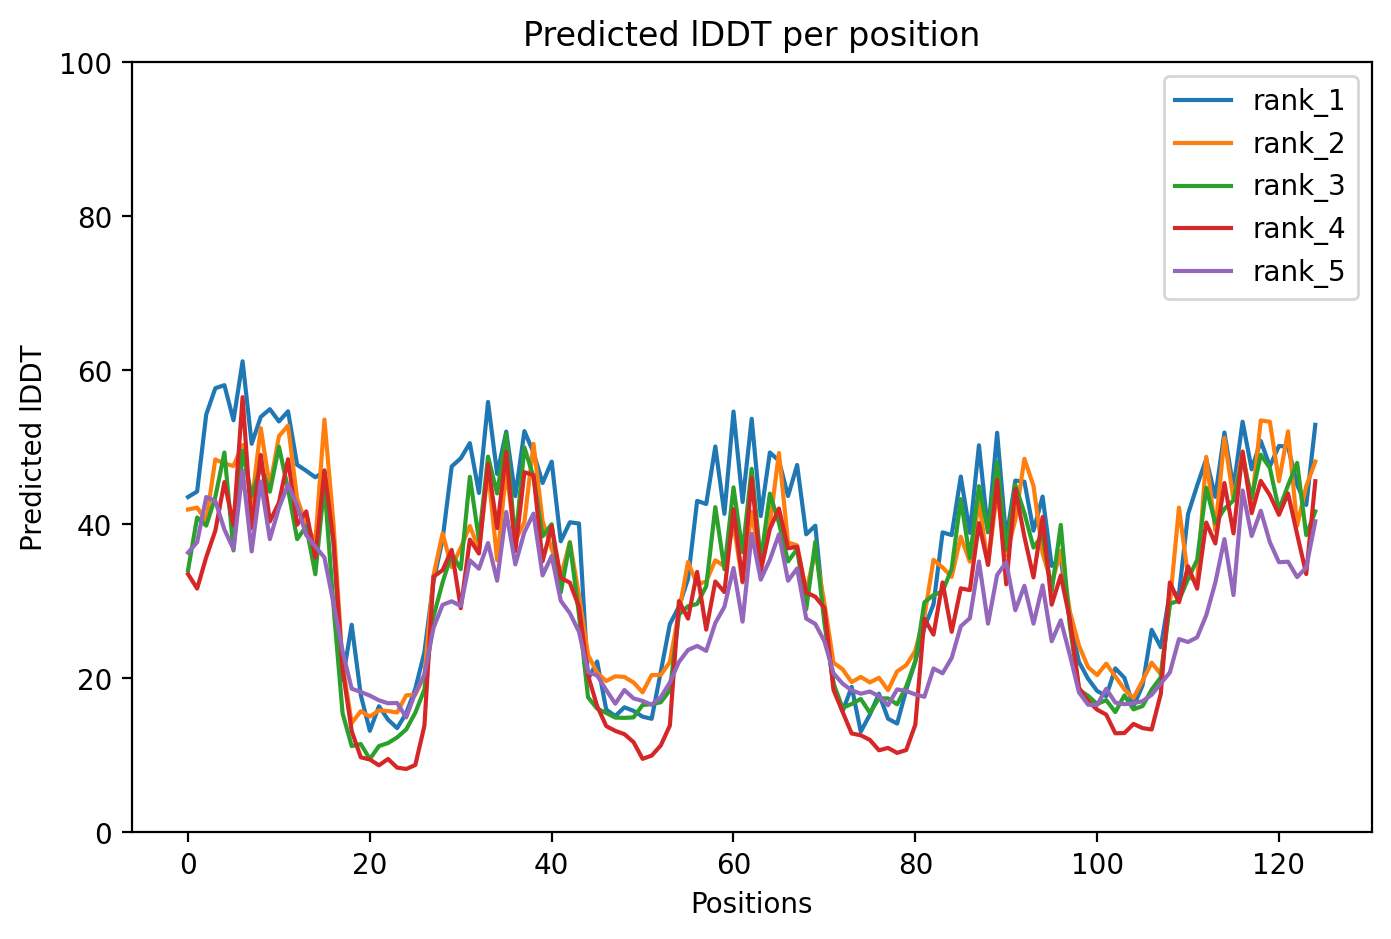 Predicted lDDT per position
100
80
60
40
20
0
Predicted lDDT
0 20 40 60 80 100 120
Positions
rank_1
rank_2
rank_3
rank_4
rank_5